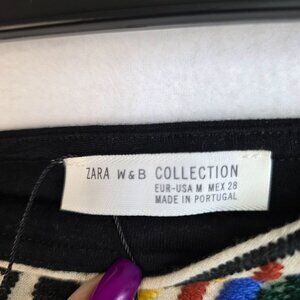 ZARA W&B COLLECTION
EUR-USA M MEX 28
MADE IN PORTUGAL